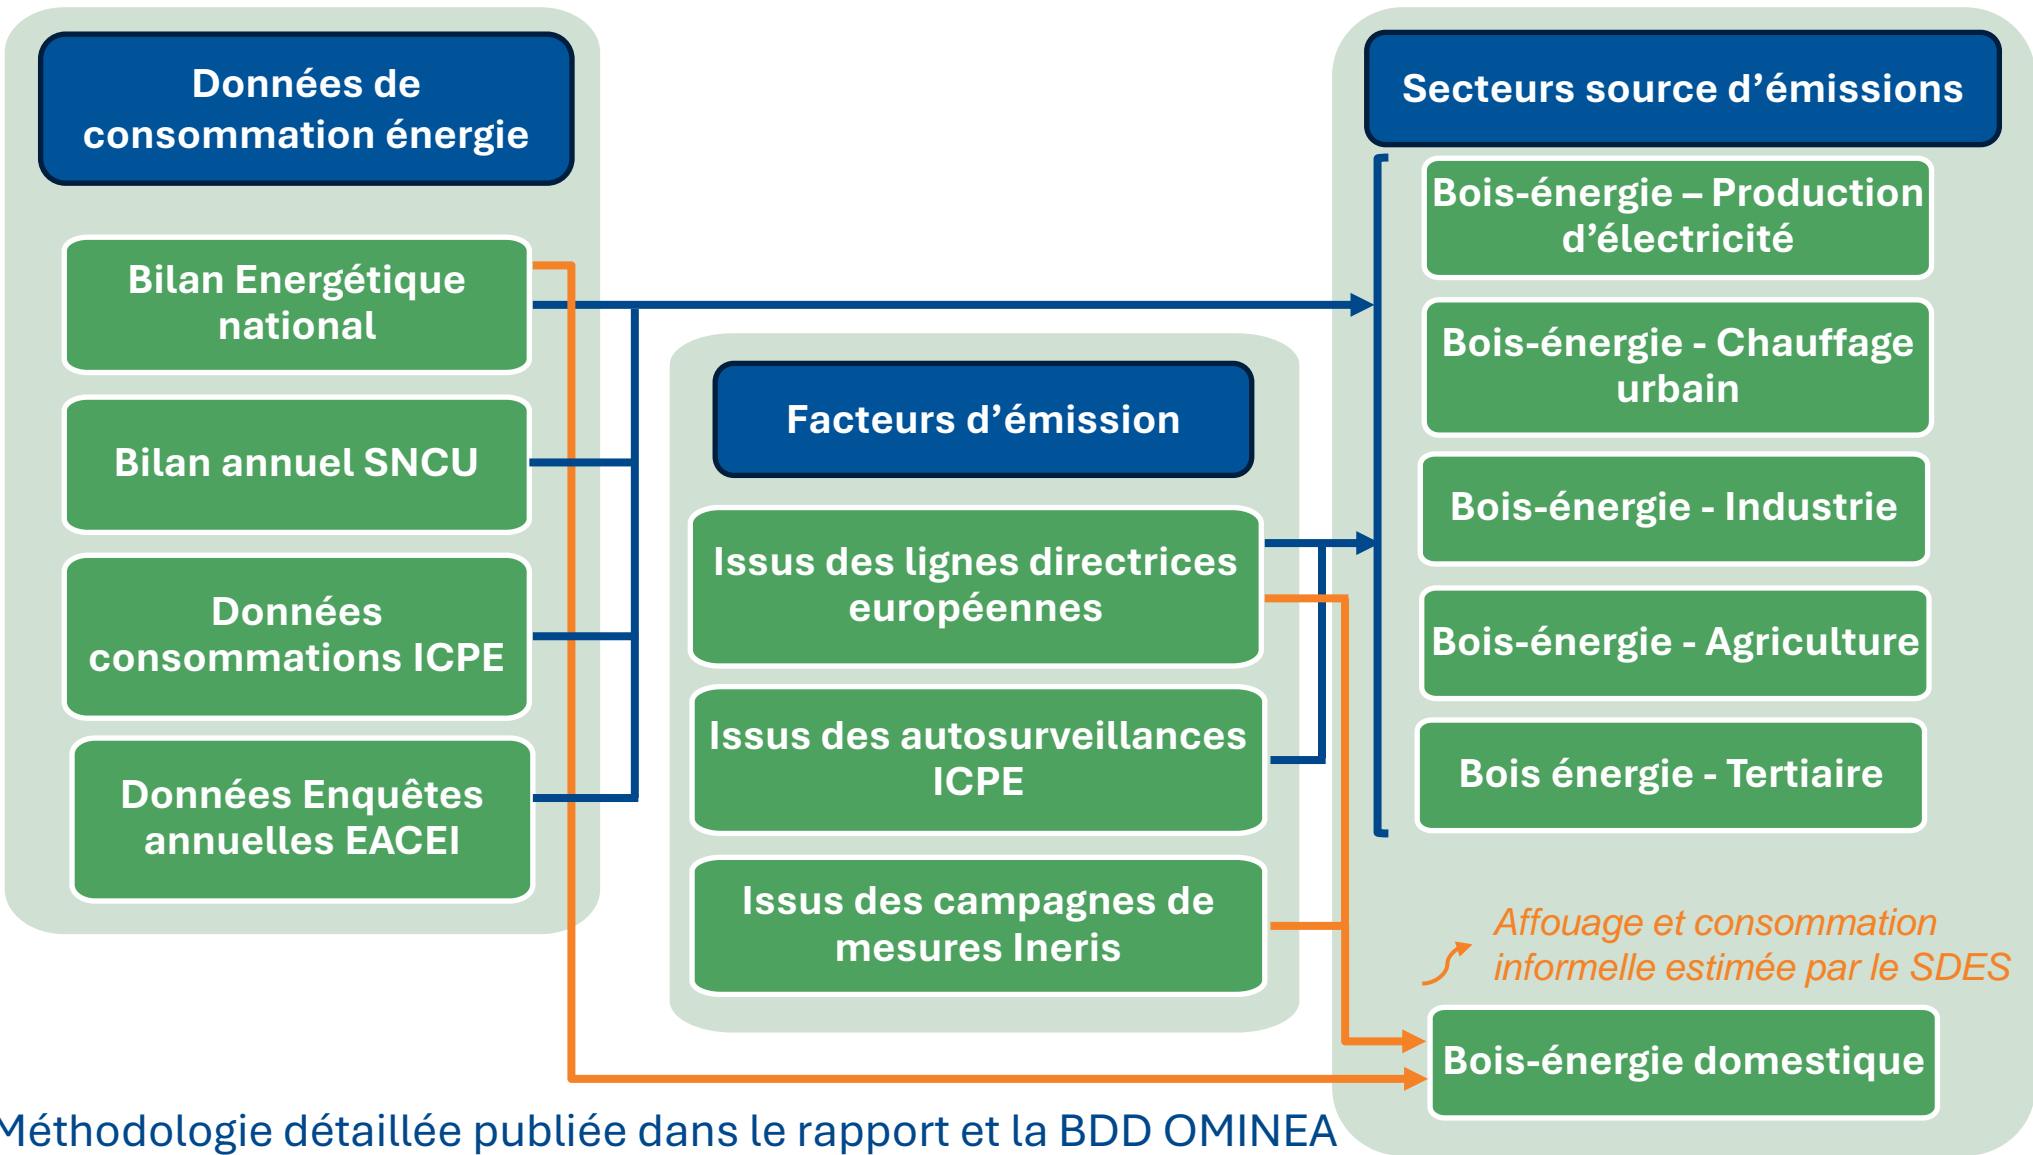 Données de
consommation énergie
Bilan Energétique
national
Bilan annuel SNCU
Données
consommations ICPE
Données Enquêtes
annuelles EACEI
Facteurs d’émission
Issus des lignes directrices
européennes
Issus des autosurveillances
ICPE
Issus des campagnes de
mesures Ineris
Secteurs source d’émissions
Bois-énergie – Production
d’électricité
Bois-énergie - Chauffage
urbain
Bois-énergie - Industrie
Bois-énergie - Agriculture
Bois énergie - Tertiaire
Affouage et consommation
informelle estimée par le SDES
Bois-énergie domestique
Méthodologie détaillée publiée dans le rapport et la BDD OMINEA